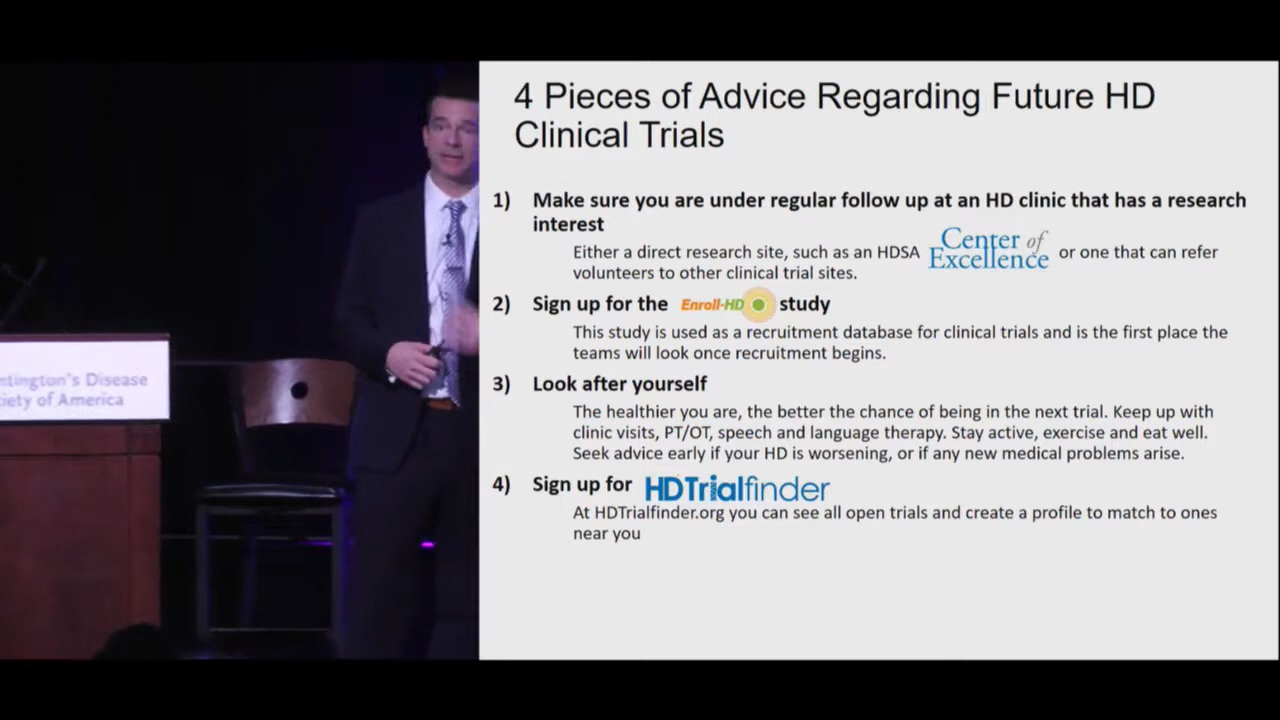 4 Pieces of Advice Regarding Future HD
Clinical Trials
1) Make sure you are under regular follow up at an HD clinic that has a research
interest
Either a direct research site, such as an HDSA Center of Excellence or one that can refer
volunteers to other clinical trial sites.
2) Sign up for the Enroll-HD study
This study is used as a recruitment database for clinical trials and is the first place the
teams will look once recruitment begins.
3) Look after yourself
The healthier you are, the better the chance of being in the next trial. Keep up with
clinic visits, PT/OT, speech and language therapy. Stay active, exercise and eat well.
Seek advice early if your HD is worsening, or if any new medical problems arise.
4) Sign up for HDTrialfinder
At HDTrialfinder.org you can see all open trials and create a profile to match to ones
near you
ntington's Disease
iety of America